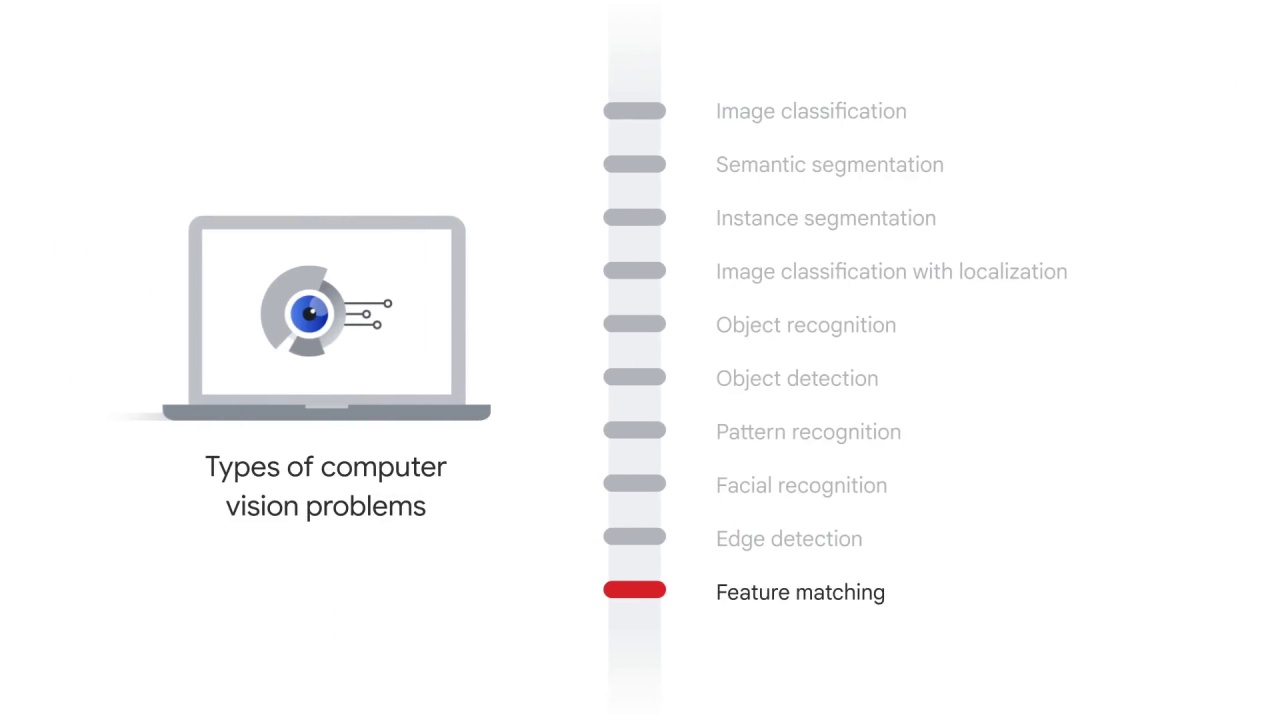 Types of computer
vision problems
Image classification
Semantic segmentation
Instance segmentation
Image classification with localization
Object recognition
Object detection
Pattern recognition
Facial recognition
Edge detection
Feature matching